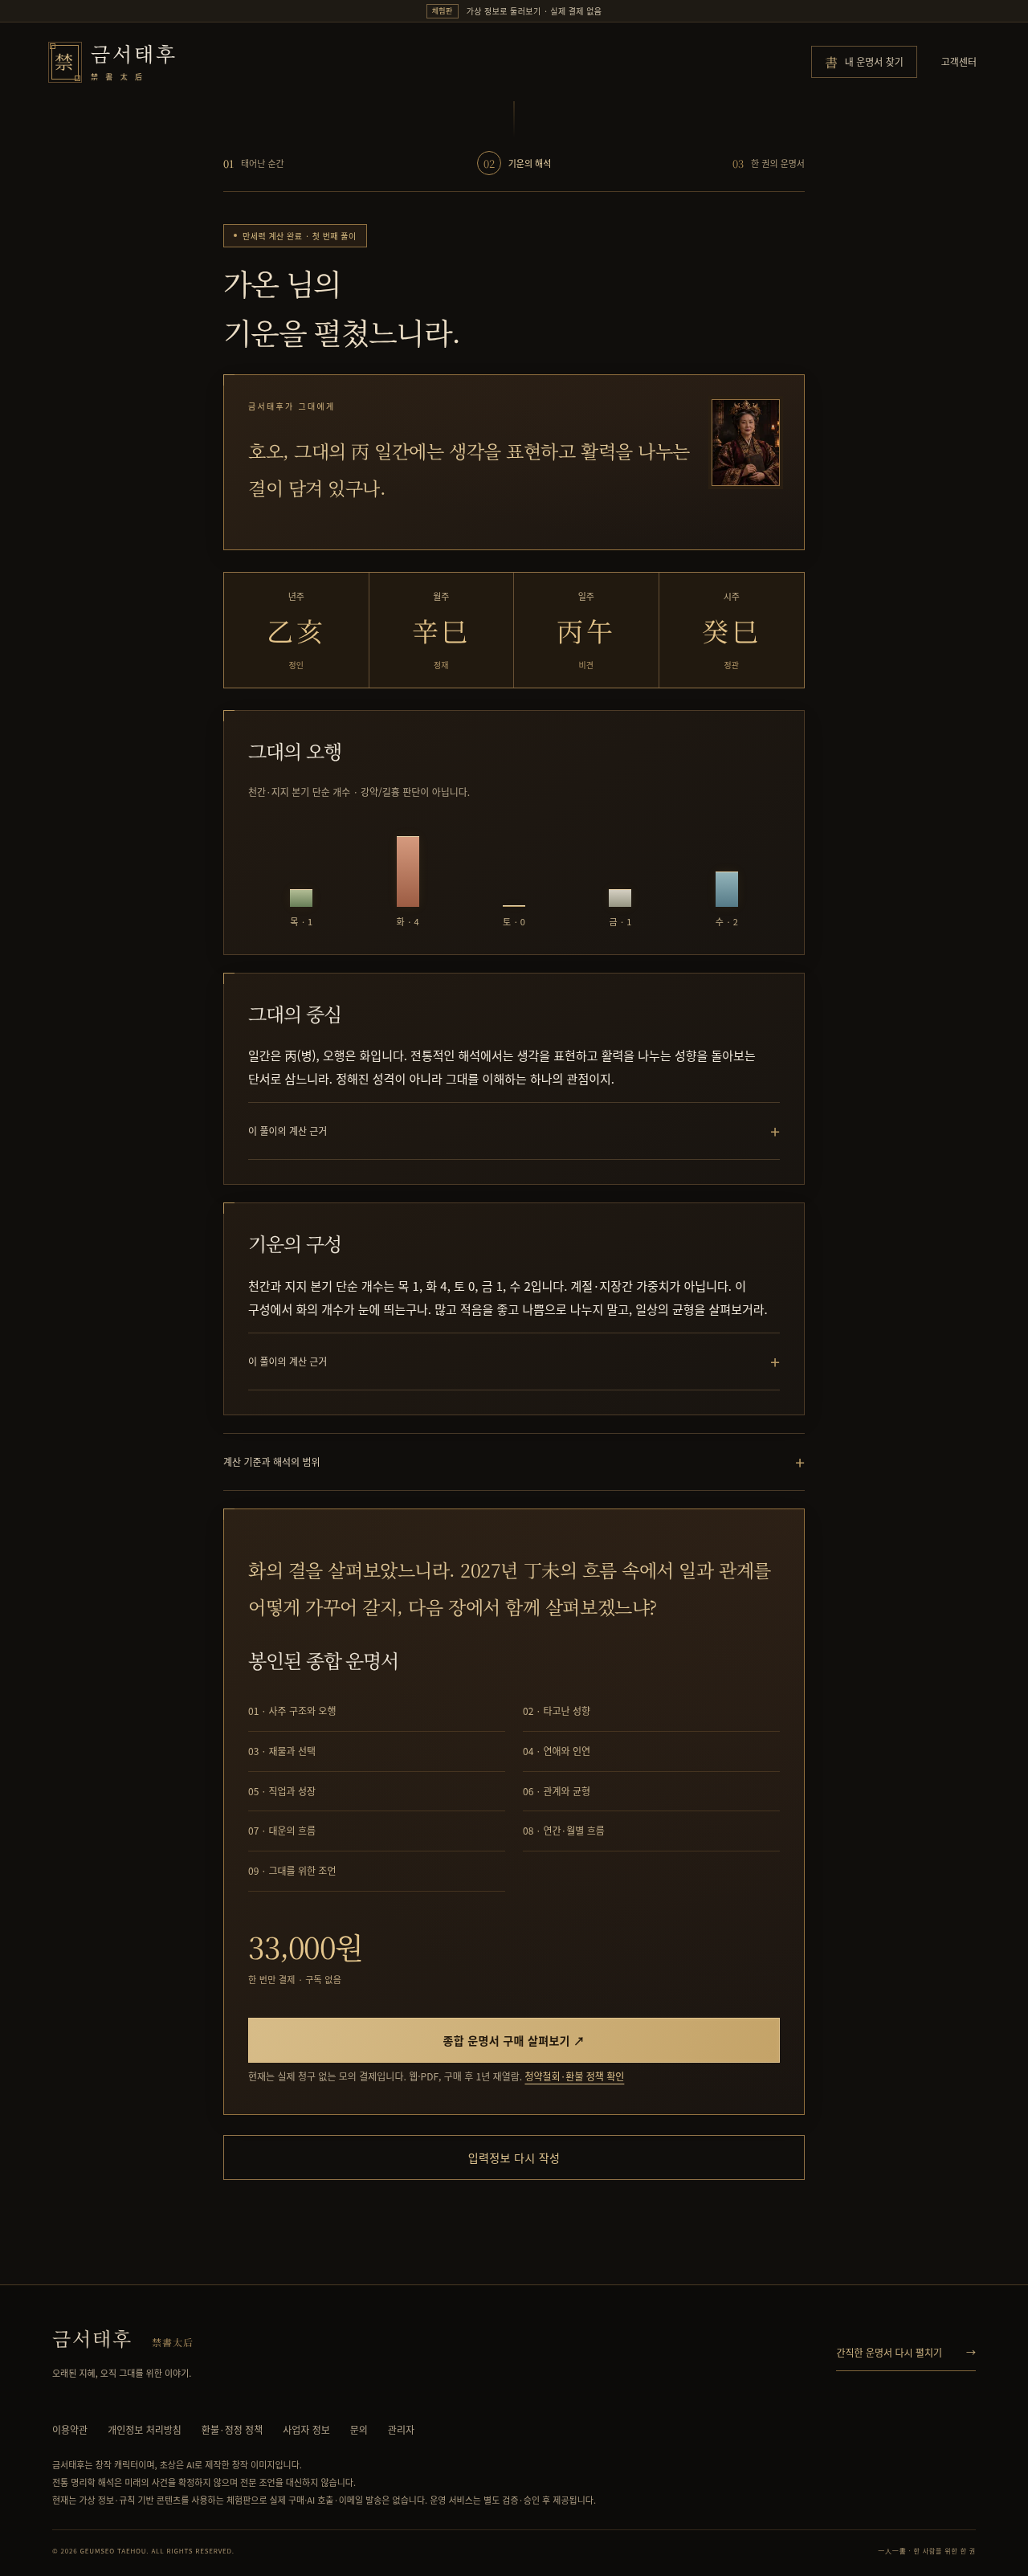 체험판 가상 정보로 둘러보기 · 실제 결제 없음
禁 금서태후
禁書太后
書 내 운명서 찾기 고객센터
01 태어난 순간 02 기운의 해석 03 한 권의 운명서
만세력 계산 완료 · 첫 번째 풀이
가온 님의
기운을 펼쳤느니라.
금서태후가 그대에게
호오, 그대의 丙 일간에는 생각을 표현하고 활력을 나누는
결이 담겨 있구나.
년주 월주 일주 시주
乙亥 辛巳 丙午 癸巳
정인 정재 비견 정관
그대의 오행
천간·지지 본기 단순 개수 · 강약/길흉 판단이 아닙니다.
목 · 1 화 · 4 토 · 0 금 · 1 수 · 2
그대의 중심
일간은 丙(병), 오행은 화입니다. 전통적인 해석에서는 생각을 표현하고 활력을 나누는 성향을 돌아보는
단서로 삼느니라. 정해진 성격이 아니라 그대를 이해하는 하나의 관점이지.
이 풀이의 계산 근거 +
기운의 구성
천간과 지지 본기 단순 개수는 목 1, 화 4, 토 0, 금 1, 수 2입니다. 계절·지장간 가중치가 아닙니다. 이
구성에서 화의 개수가 눈에 띄는구나. 많고 적음을 좋고 나쁨으로 나누지 말고, 일상의 균형을 살펴보거라.
이 풀이의 계산 근거 +
계산 기준과 해석의 범위 +
화의 결을 살펴보았느니라. 2027년 丁未의 흐름 속에서 일과 관계를
어떻게 가꾸어 갈지, 다음 장에서 함께 살펴보겠느냐?
봉인된 종합 운명서
01 · 사주 구조와 오행 02 · 타고난 성향
03 · 재물과 선택 04 · 연애와 인연
05 · 직업과 성장 06 · 관계와 균형
07 · 대운의 흐름 08 · 연간·월별 흐름
09 · 그대를 위한 조언
33,000원
한 번만 결제 · 구독 없음
종합 운명서 구매 살펴보기 ↗
현재는 실제 청구 없는 모의 결제입니다. 웹·PDF, 구매 후 1년 재열람. 청약철회·환불 정책 확인
입력정보 다시 작성
금서태후 禁書太后
오래된 지혜, 오직 그대를 위한 이야기.
간직한 운명서 다시 펼치기 →
이용약관 개인정보 처리방침 환불·정정 정책 사업자 정보 문의 관리자
금서태후는 창작 캐릭터이며, 초상은 AI로 제작한 창작 이미지입니다.
전통 명리학 해석은 미래의 사건을 확정하지 않으며 전문 조언을 대신하지 않습니다.
현재는 가상 정보·규칙 기반 콘텐츠를 사용하는 체험판으로 실제 구매·AI 호출·이메일 발송은 없습니다. 운영 서비스는 별도 검증·승인 후 제공됩니다.
© 2026 GEUMSEO TAEHOU. ALL RIGHTS RESERVED. 一人一書 · 한 사람을 위한 한 권